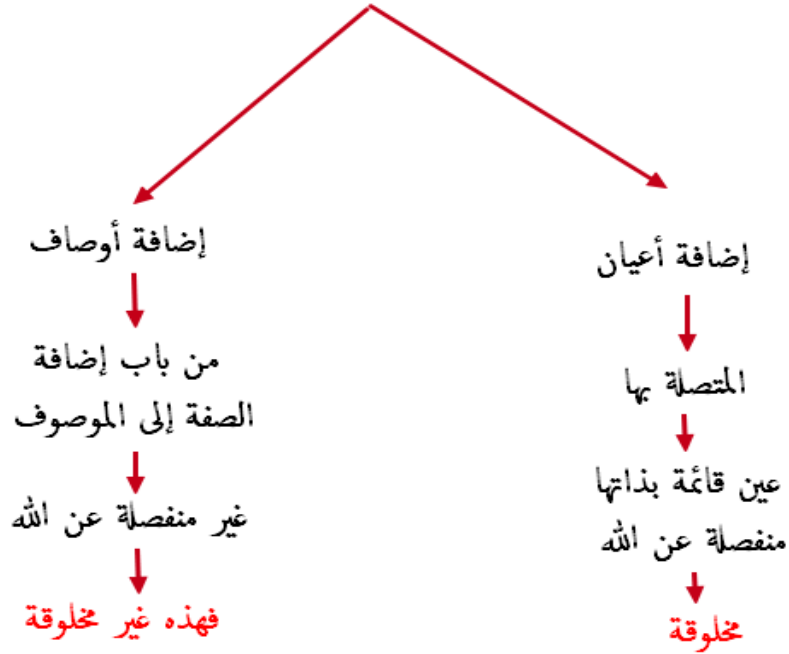 إضافة أعيان
المتصلة بها
عين قائمة بذاتها
منفصلة عن الله
مخلوقة
إضافة أوصاف
من باب إضافة
الصفة إلى الموصوف
غير منفصلة عن الله
فهذه غير مخلوقة